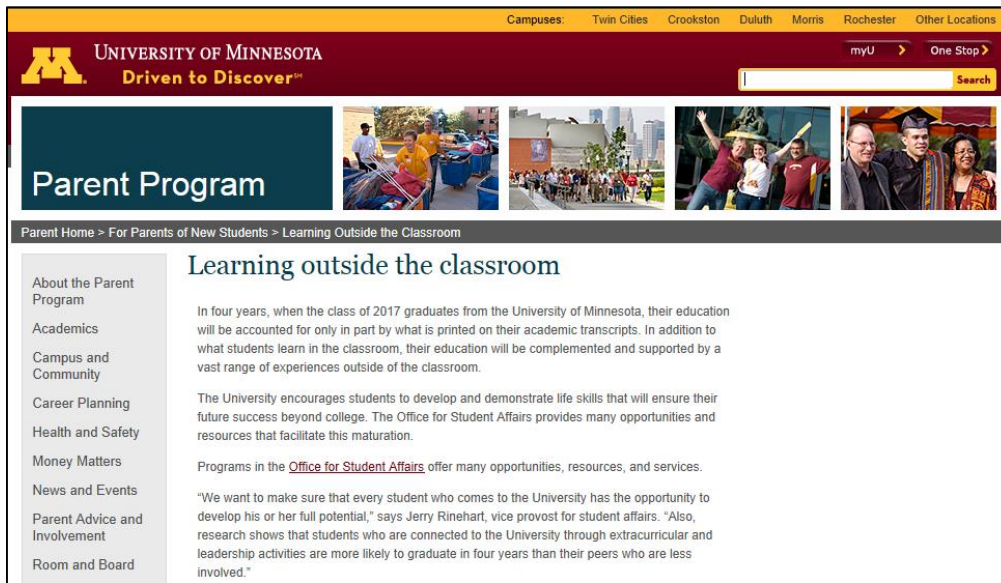 Campuses: Twin Cities Crookston Duluth Morris Rochester Other Locations
UNIVERSITY OF MINNESOTA
Driven to Discover℠
myU One Stop
Search
Parent Program
Parent Home > For Parents of New Students > Learning Outside the Classroom
About the Parent
Program
Academics
Campus and
Community
Career Planning
Health and Safety
Money Matters
News and Events
Parent Advice and
Involvement
Room and Board
Learning outside the classroom
In four years, when the class of 2017 graduates from the University of Minnesota, their education
will be accounted for only in part by what is printed on their academic transcripts. In addition to
what students learn in the classroom, their education will be complemented and supported by a
vast range of experiences outside of the classroom.
The University encourages students to develop and demonstrate life skills that will ensure their
future success beyond college. The Office for Student Affairs provides many opportunities and
resources that facilitate this maturation.
Programs in the Office for Student Affairs offer many opportunities, resources, and services.
“We want to make sure that every student who comes to the University has the opportunity to
develop his or her full potential,” says Jerry Rinehart, vice provost for student affairs. “Also,
research shows that students who are connected to the University through extracurricular and
leadership activities are more likely to graduate in four years than their peers who are less
involved.”